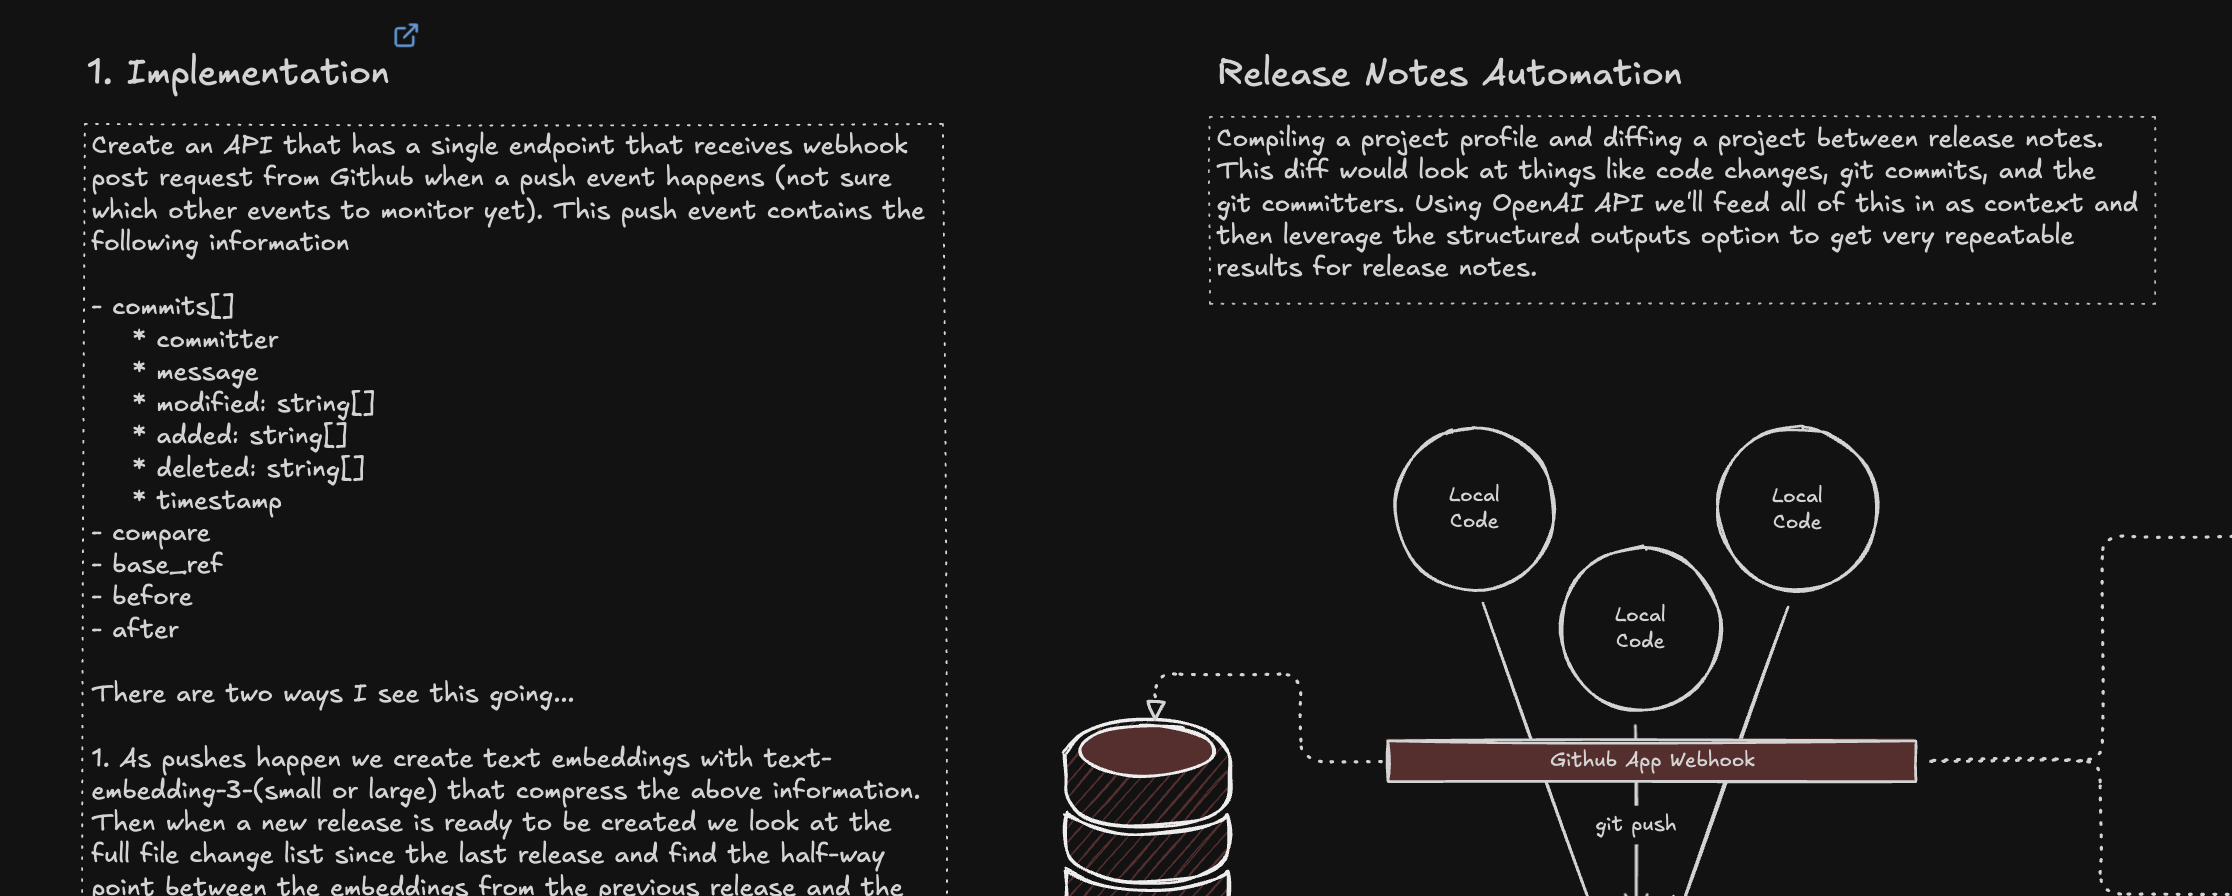 1. Implementation
Create an API that has a single endpoint that receives webhook
post request from Github when a push event happens (not sure
which other events to monitor yet). This push event contains the
following information
- commits[]
* committer
* message
* modified: string[]
* added: string[]
* deleted: string[]
* timestamp
- compare
- base_ref
- before
- after
There are two ways I see this going...
1. As pushes happen we create text embeddings with text-
embedding-3-(small or large) that compress the above information.
Then when a new release is ready to be created we look at the
full file change list since the last release and find the half-way
point between the embeddings from the previous release and the
Release Notes Automation
Compiling a project profile and diffing a project between release notes.
This diff would look at things like code changes, git commits, and the
git committers. Using OpenAI API we'll feed all of this in as context and
then leverage the structured outputs option to get very repeatable
results for release notes.
Local
Code
Local
Code
Local
Code
Github App Webhook
git push